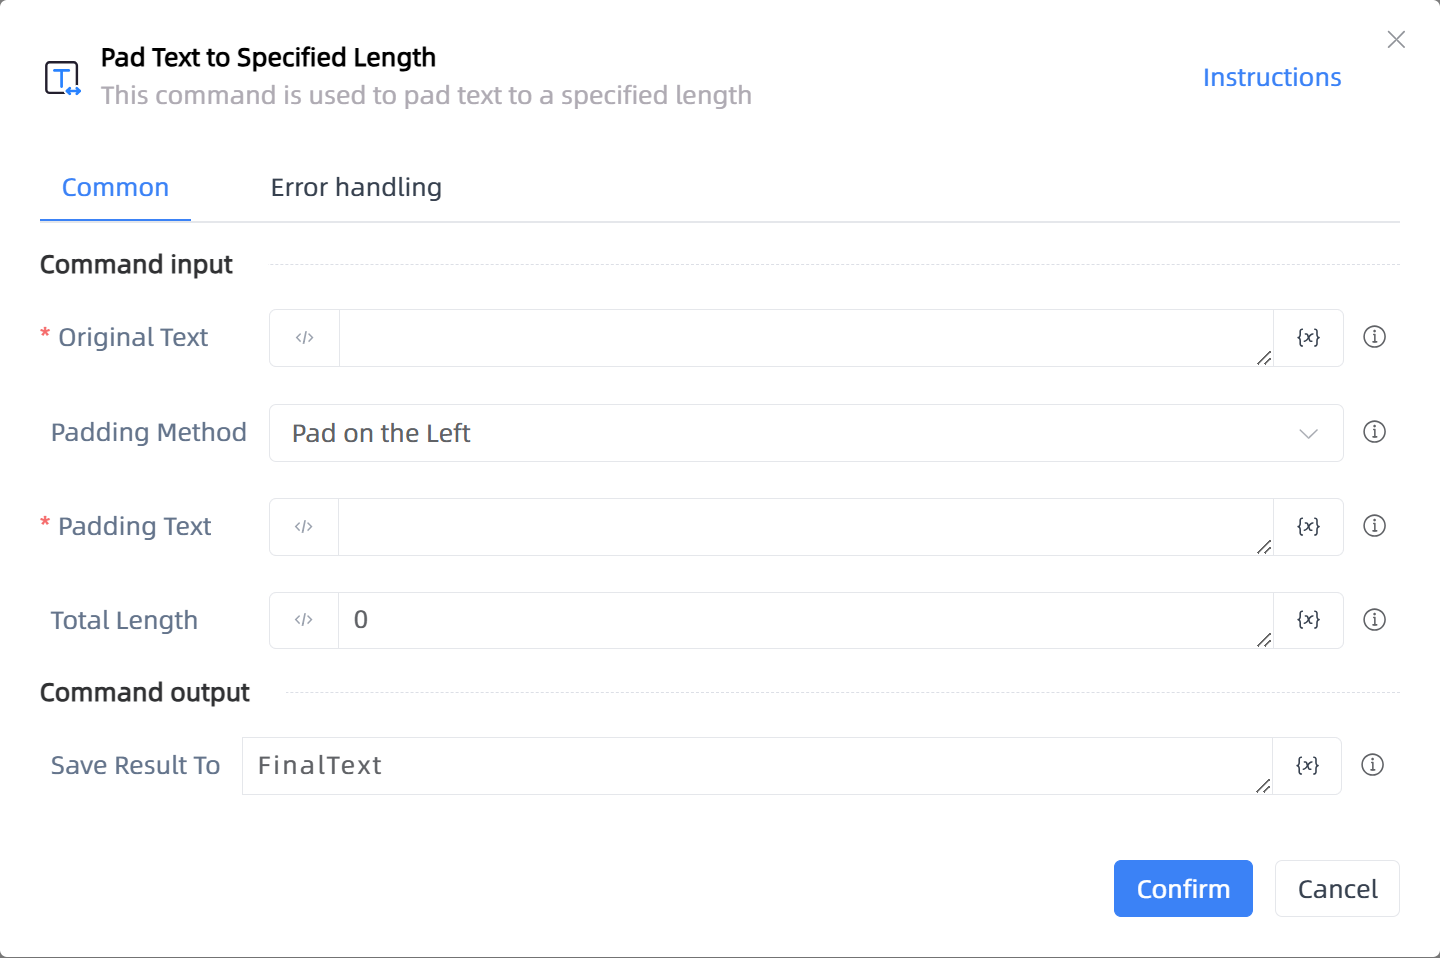 Pad Text to Specified Length
This command is used to pad text to a specified length
Instructions
Common
Error handling
Command input
* Original Text
</>
{x}
Padding Method
Pad on the Left
* Padding Text
</>
{x}
Total Length
</>
0
{x}
Command output
Save Result To
FinalText
{x}
Confirm
Cancel